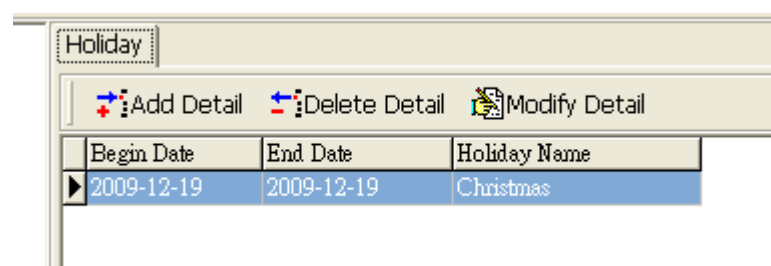 Holiday
Add Detail Delete Detail Modify Detail
Begin Date End Date Holiday Name
2009-12-19 2009-12-19 Christmas